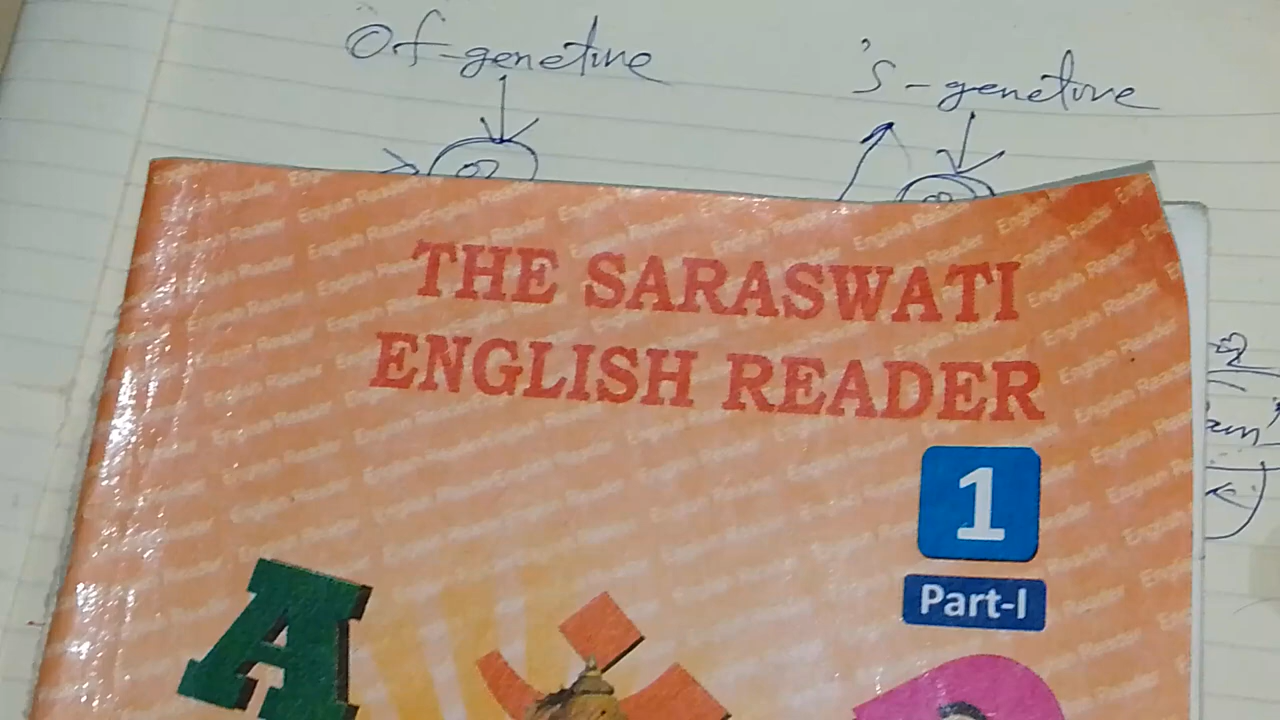 Of-genetive
's-genetive
THE SARASWATI
ENGLISH READER
1
Part-I
A